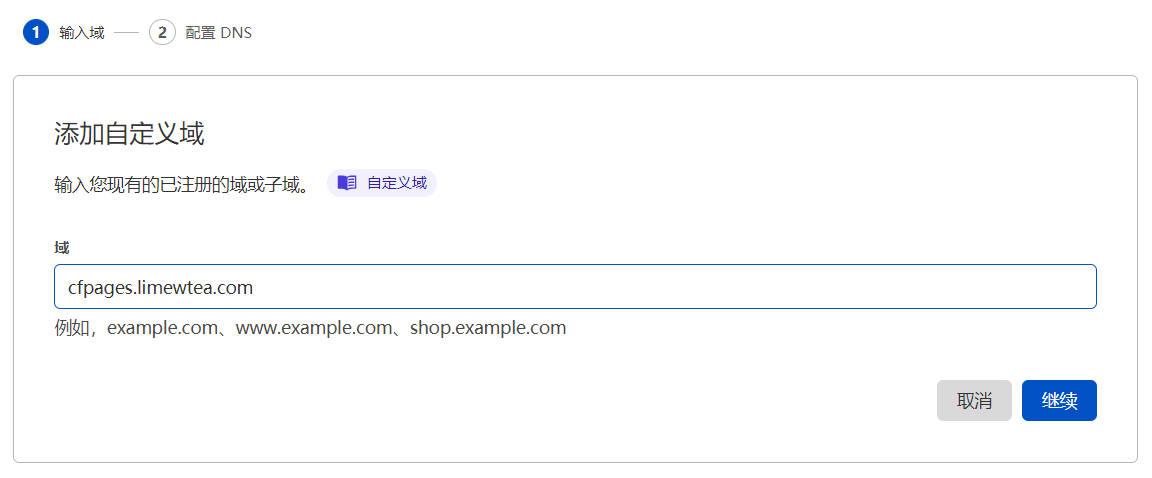 1 输入域 2 配置 DNS
添加自定义域
输入您现有的已注册的域或子域。 自定义域
域
cfpages.limewtea.com
例如，example.com、www.example.com、shop.example.com
取消 继续